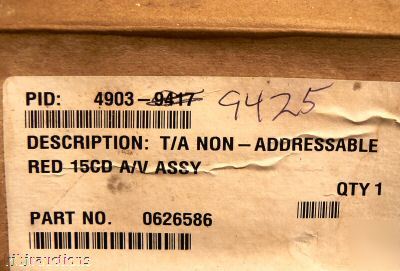 PID: 4903-9417 9425
DESCRIPTION: T/A NON-ADDRESSABLE
RED 15CD A/V ASSY
QTY 1
PART NO. 0626586